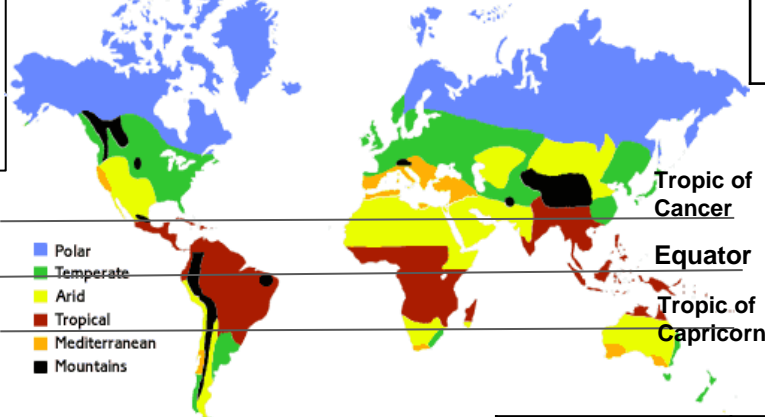 Tropic of
Cancer
Equator
Tropic of
Capricorn
Polar
Temperate
Arid
Tropical
Mediterranean
Mountains